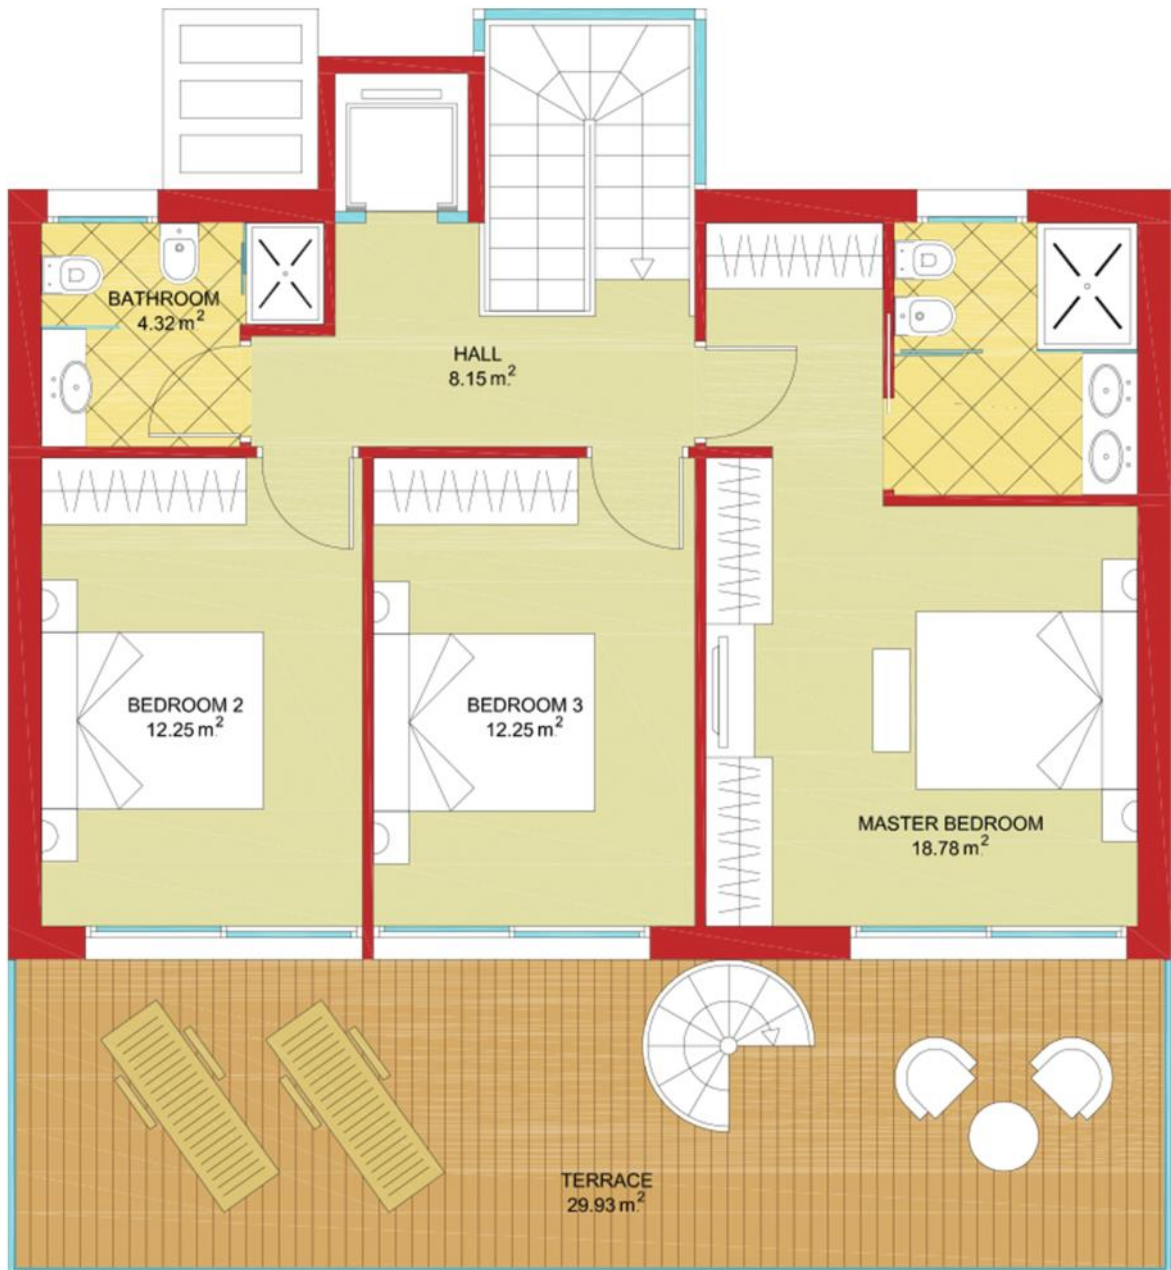 BATHROOM
4.32 m.²
HALL
8.15 m.²
BEDROOM 2
12.25 m.²
BEDROOM 3
12.25 m.²
MASTER BEDROOM
18.78 m.²
TERRACE
29.93 m.²